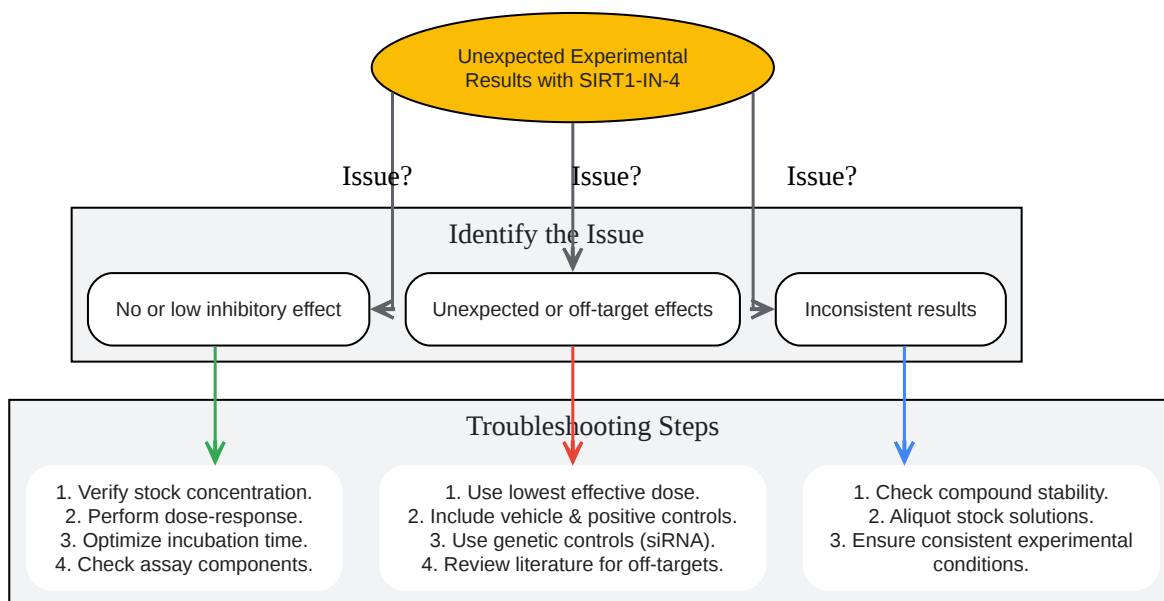 Unexpected Experimental
Results with SIRT1-IN-4
Issue?
Issue?
Issue?
Identify the Issue
No or low inhibitory effect
Unexpected or off-target effects
Inconsistent results
Troubleshooting Steps
1. Verify stock concentration.
2. Perform dose-response.
3. Optimize incubation time.
4. Check assay components.
1. Use lowest effective dose.
2. Include vehicle & positive controls.
3. Use genetic controls (siRNA).
4. Review literature for off-targets.
1. Check compound stability.
2. Aliquot stock solutions.
3. Ensure consistent experimental
conditions.